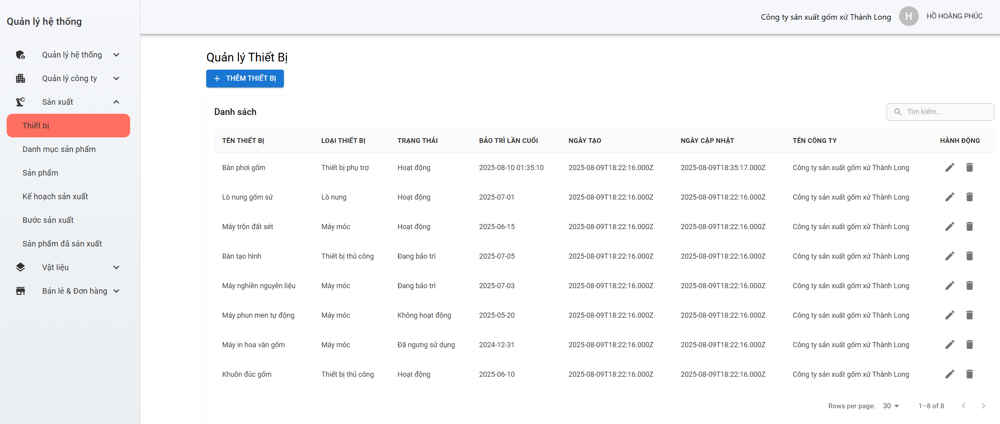 Quản lý hệ thống
Công ty sản xuất gốm xứ Thành Long H HỒ HOÀNG PHÚC
Quản lý hệ thống
Quản lý công ty
Sản xuất
Thiết bị
Danh mục sản phẩm
Sản phẩm
Kế hoạch sản xuất
Bước sản xuất
Sản phẩm đã sản xuất
Vật liệu
Bán lẻ & Đơn hàng
Quản lý Thiết Bị
THÊM THIẾT BỊ
Danh sách
Tìm kiếm...
TÊN THIẾT BỊ LOẠI THIẾT BỊ TRẠNG THÁI BẢO TRÌ LẦN CUỐI NGÀY TẠO NGÀY CẬP NHẬT TÊN CÔNG TY HÀNH ĐỘNG
Bàn phơi gốm Thiết bị phụ trợ Hoạt động 2025-08-10 01:35:10 2025-08-09T18:22:16.000Z 2025-08-09T18:35:17.000Z Công ty sản xuất gốm xứ Thành Long
Lò nung gốm sứ Lò nung Hoạt động 2025-07-01 2025-08-09T18:22:16.000Z 2025-08-09T18:22:16.000Z Công ty sản xuất gốm xứ Thành Long
Máy trộn đất sét Máy móc Hoạt động 2025-06-15 2025-08-09T18:22:16.000Z 2025-08-09T18:22:16.000Z Công ty sản xuất gốm xứ Thành Long
Bàn tạo hình Thiết bị thủ công Đang bảo trì 2025-07-05 2025-08-09T18:22:16.000Z 2025-08-09T18:22:16.000Z Công ty sản xuất gốm xứ Thành Long
Máy nghiền nguyên liệu Máy móc Đang bảo trì 2025-07-03 2025-08-09T18:22:16.000Z 2025-08-09T18:22:16.000Z Công ty sản xuất gốm xứ Thành Long
Máy phun men tự động Máy móc Không hoạt động 2025-05-20 2025-08-09T18:22:16.000Z 2025-08-09T18:22:16.000Z Công ty sản xuất gốm xứ Thành Long
Máy in hoa văn gốm Máy móc Đã ngưng sử dụng 2024-12-31 2025-08-09T18:22:16.000Z 2025-08-09T18:22:16.000Z Công ty sản xuất gốm xứ Thành Long
Khuôn đúc gốm Thiết bị thủ công Hoạt động 2025-06-10 2025-08-09T18:22:16.000Z 2025-08-09T18:22:16.000Z Công ty sản xuất gốm xứ Thành Long
Rows per page: 30 1–8 of 8